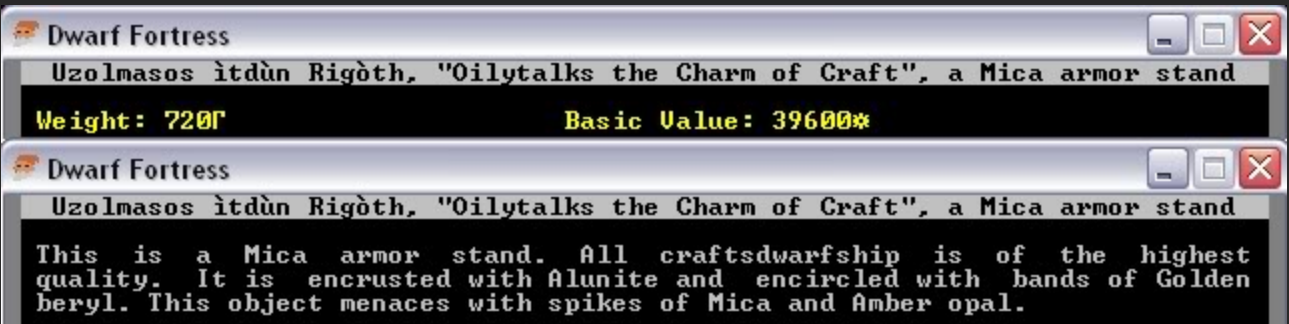 Dwarf Fortress
Uzolmasos ìtdùn Rigòth, "Oilytalks the Charm of Craft", a Mica armor stand
Weight: 720Γ Basic Value: 39600☼
Dwarf Fortress
Uzolmasos ìtdùn Rigòth, "Oilytalks the Charm of Craft", a Mica armor stand
This is a Mica armor stand. All craftsdwarfship is of the highest
quality. It is encrusted with Alunite and encircled with bands of Golden
beryl. This object menaces with spikes of Mica and Amber opal.